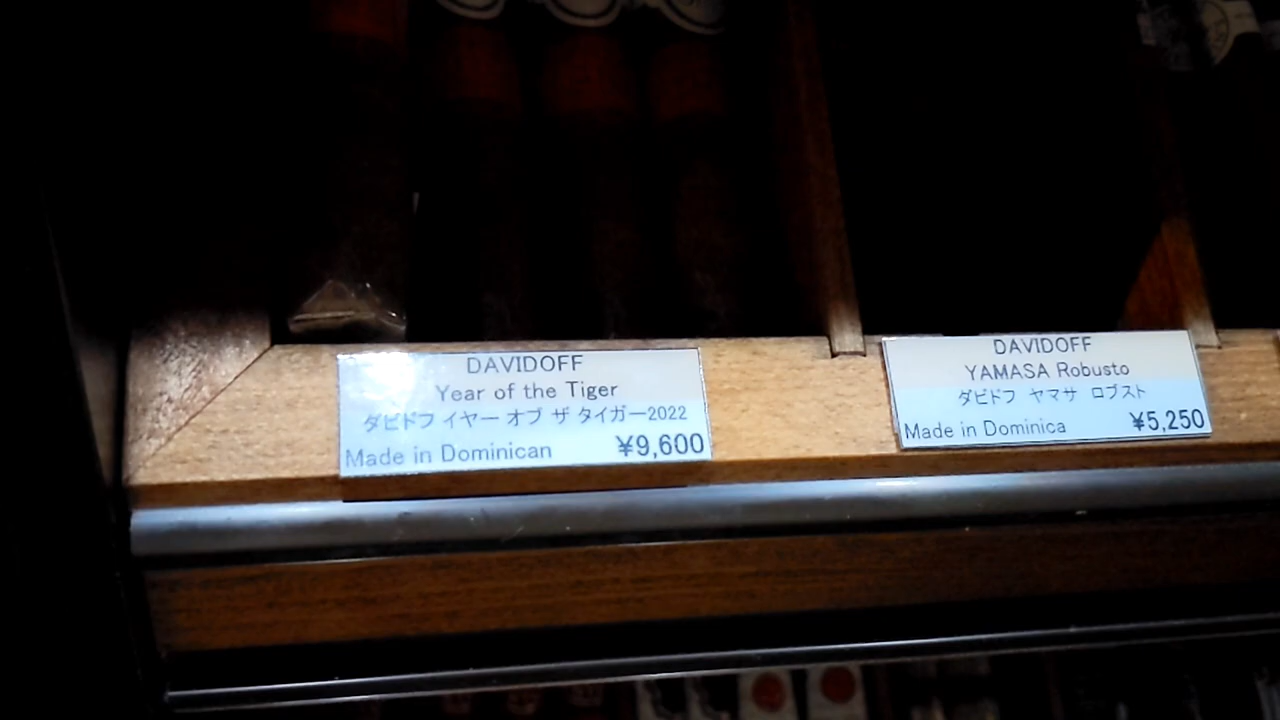 DAVIDOFF
Year of the Tiger
ダビドフ イヤー オブ ザ タイガー2022
Made in Dominican ¥9,600
DAVIDOFF
YAMASA Robusto
ダビドフ ヤマサ ロブスト
Made in Dominica ¥5,250